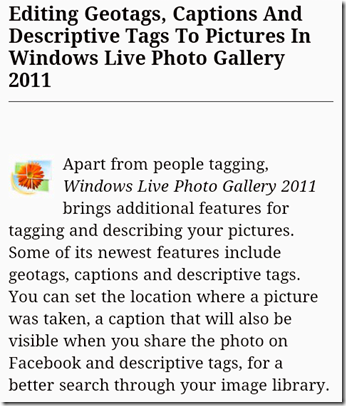 Editing Geotags, Captions And
Descriptive Tags To Pictures In
Windows Live Photo Gallery
2011
Apart from people tagging,
Windows Live Photo Gallery 2011
brings additional features for
tagging and describing your pictures.
Some of its newest features include
geotags, captions and descriptive tags.
You can set the location where a picture
was taken, a caption that will also be
visible when you share the photo on
Facebook and descriptive tags, for a
better search through your image library.